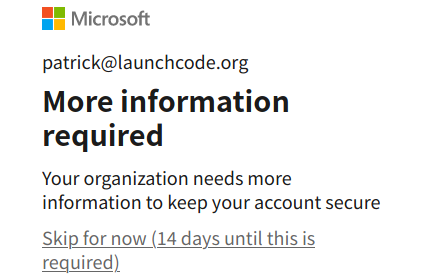 Microsoft
patrick@launchcode.org
More information
required
Your organization needs more
information to keep your account secure
Skip for now (14 days until this is
required)